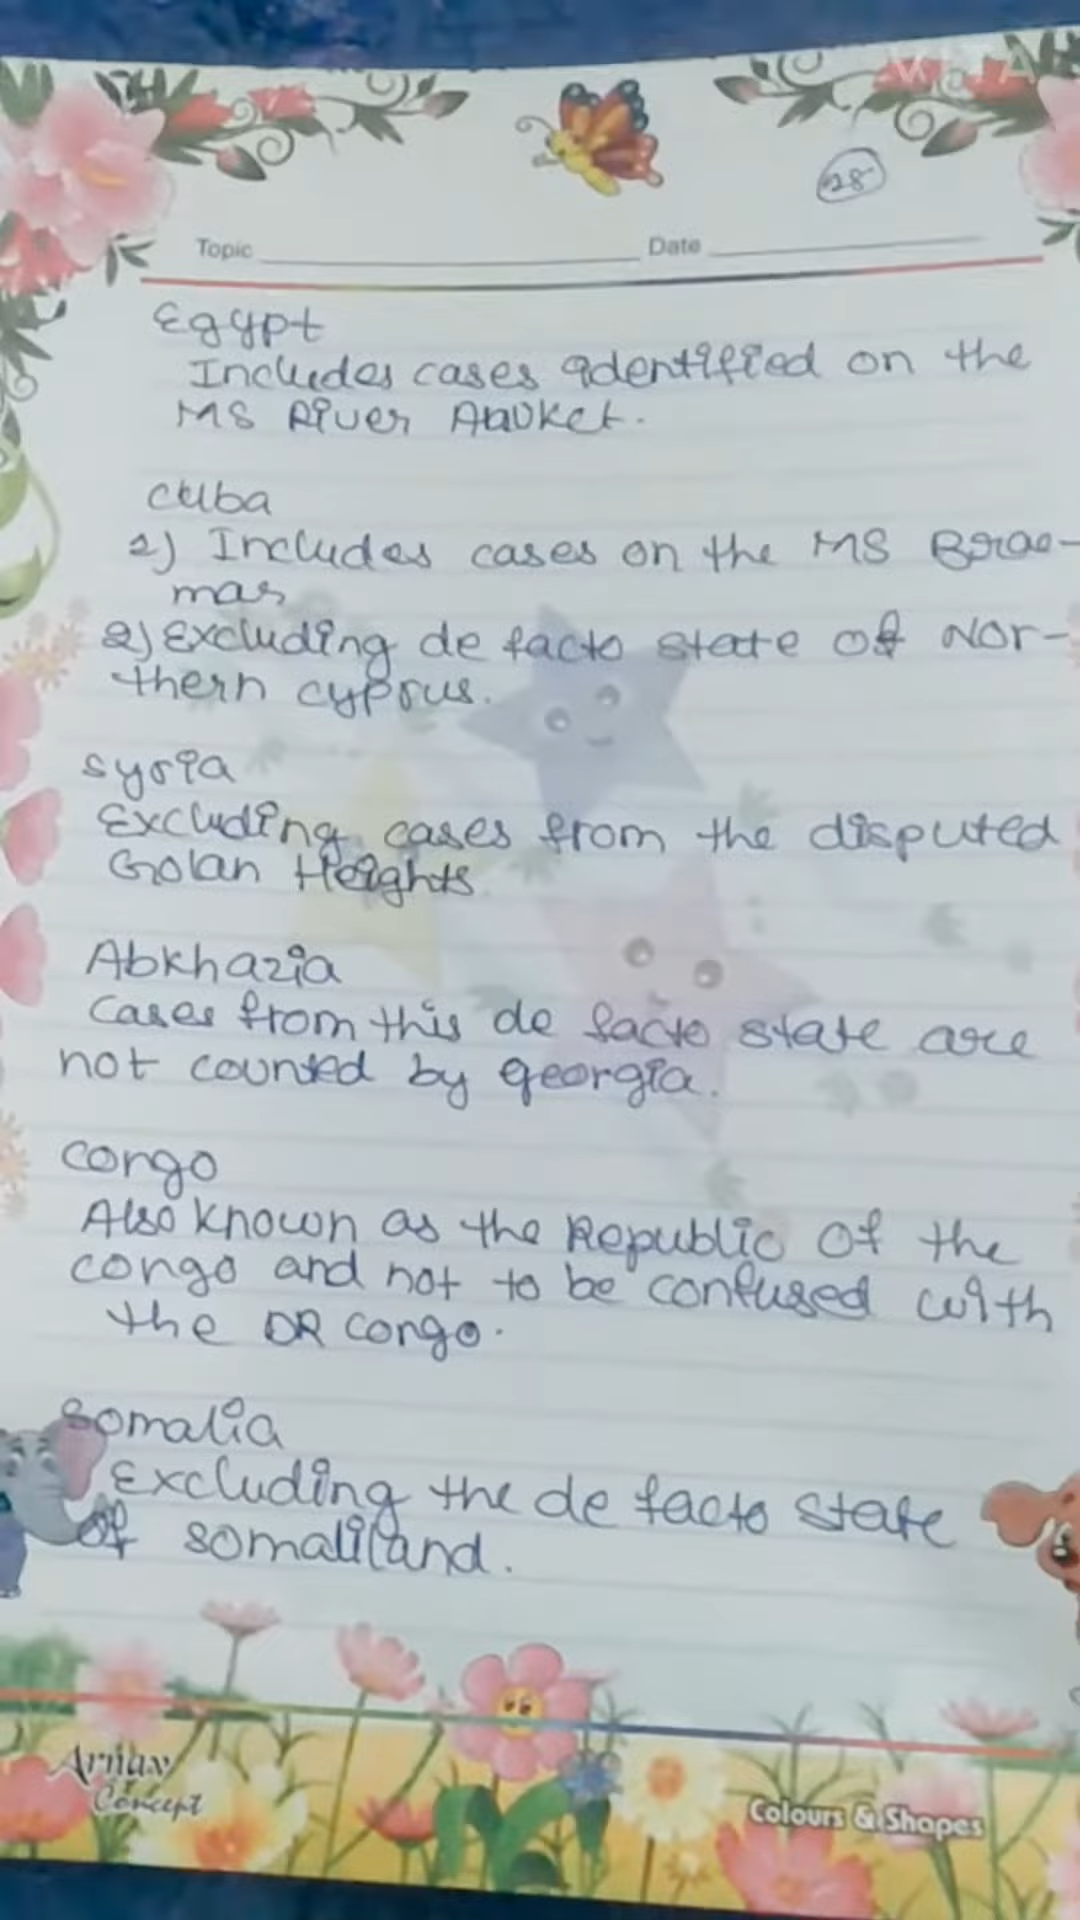 VITA
28
Topic
Date
Egypt
Includes cases identified on the
MS River Anuket.
Cuba
1) Includes cases on the MS Brae-
mar
2) Excluding de facto state of Nor-
thern cyprus.
Syria
Excluding cases from the disputed
Golan Heights
Abkhazia
Cases from this de facto state are
not counted by georgia.
Congo
Also known as the Republic of the
congo and not to be confused with
the DR congo.
Somalia
Excluding the de facto state
of somaliland.
Arnav
Concept
Colours & Shapes